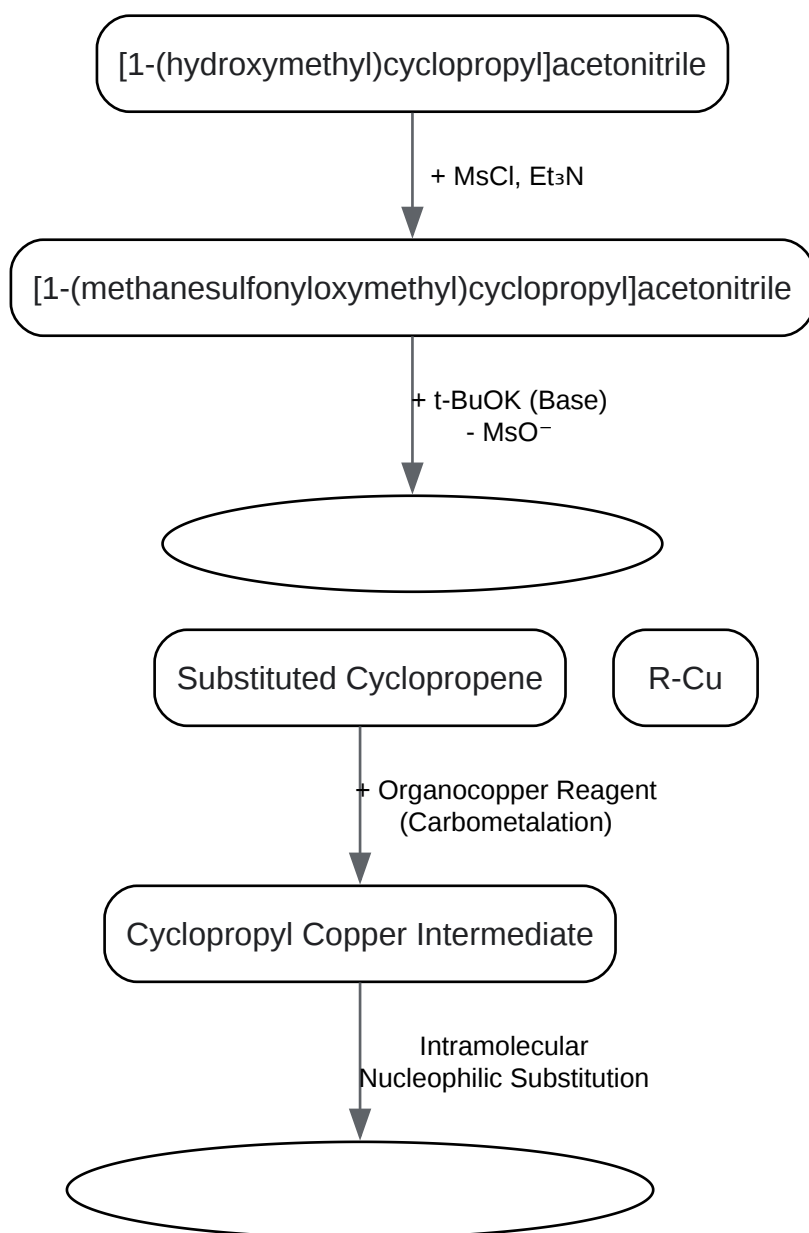 [1-(hydroxymethyl)cyclopropyl]acetonitrile
+ MsCl, Et₃N
[1-(methanesulfonyloxymethyl)cyclopropyl]acetonitrile
+ t-BuOK (Base)
- MsO⁻
Substituted Cyclopropene
R-Cu
+ Organocopper Reagent
(Carbometalation)
Cyclopropyl Copper Intermediate
Intramolecular
Nucleophilic Substitution